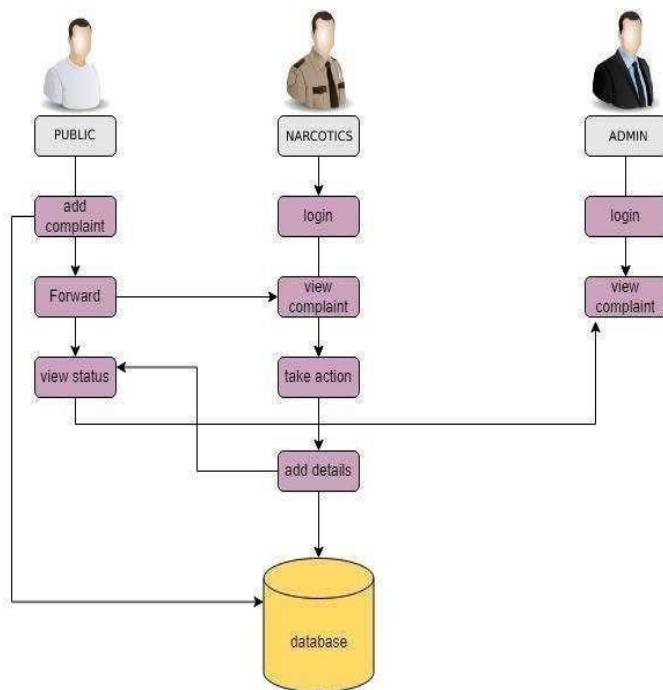 PUBLIC
NARCOTICS
ADMIN
add
complaint
login
login
Forward
view
complaint
view
complaint
view status
take action
add details
database